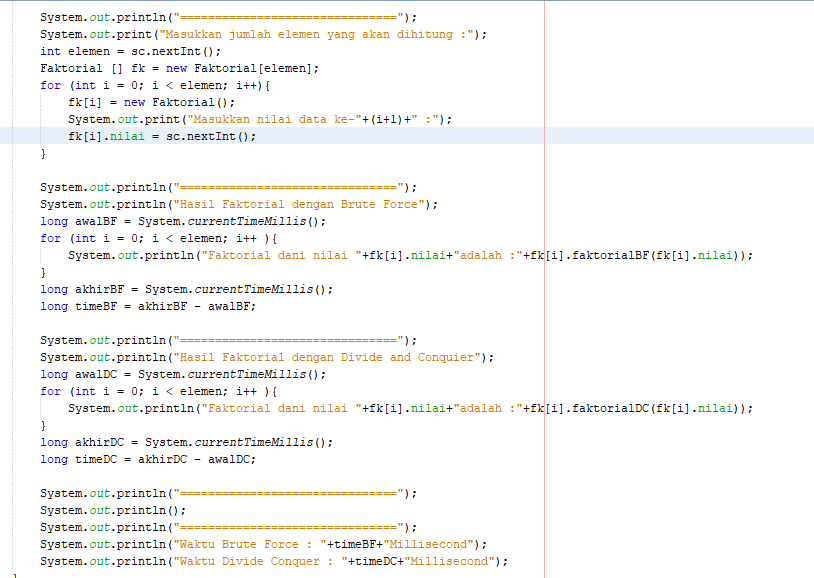 System.out.println("===============================");
System.out.print("Masukkan jumlah elemen yang akan dihitung :");
int elemen = sc.nextInt();
Faktorial [] fk = new Faktorial[elemen];
for (int i = 0; i < elemen; i++){
fk[i] = new Faktorial();
System.out.print("Masukkan nilai data ke-"+(i+1)+" :");
fk[i].nilai = sc.nextInt();
}
System.out.println("===============================");
System.out.println("Hasil Faktorial dengan Brute Force");
long awalBF = System.currentTimeMillis();
for (int i = 0; i < elemen; i++ ){
System.out.println("Faktorial dani nilai "+fk[i].nilai+"adalah :"+fk[i].faktorialBF(fk[i].nilai));
}
long akhirBF = System.currentTimeMillis();
long timeBF = akhirBF - awalBF;
System.out.println("===============================");
System.out.println("Hasil Faktorial dengan Divide and Conquier");
long awalDC = System.currentTimeMillis();
for (int i = 0; i < elemen; i++ ){
System.out.println("Faktorial dani nilai "+fk[i].nilai+"adalah :"+fk[i].faktorialDC(fk[i].nilai));
}
long akhirDC = System.currentTimeMillis();
long timeDC = akhirDC - awalDC;
System.out.println("===============================");
System.out.println();
System.out.println("===============================");
System.out.println("Waktu Brute Force : "+timeBF+"Millisecond");
System.out.println("Waktu Divide Conquer : "+timeDC+"Millisecond");
}